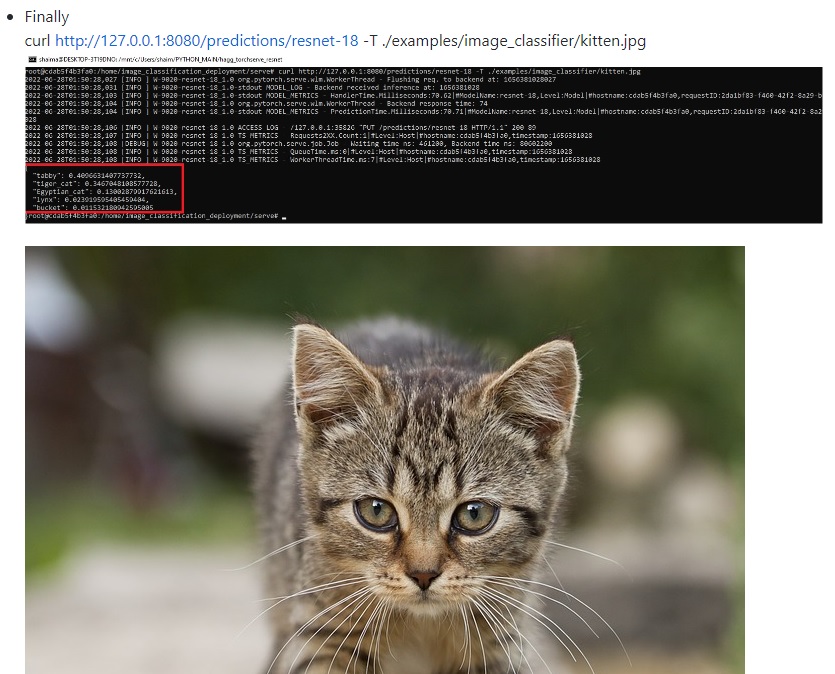 Finally
curl http://127.0.0.1:8080/predictions/resnet-18 -T ./examples/image_classifier/kitten.jpg
shaima@DESKTOP-3TI9DNO: /mnt/c/Users/shaim/PYTHON_MAIN/hagg_torchserve_resnet
root@cdab5f4b3fa0:/home/image_classification_deployment/serve# curl http://127.0.0.1:8080/predictions/resnet-18 -T ./examples/image_classifier/kitten.jpg
2022-06-28T01:50:28,027 [INFO ] W-9020-resnet-18_1.0 org.pytorch.serve.wlm.WorkerThread - Flushing req. to backend at: 1656381028027
2022-06-28T01:50:28,031 [INFO ] W-9020-resnet-18_1.0-stdout MODEL_LOG - Backend received inference at: 1656381028
2022-06-28T01:50:28,103 [INFO ] W-9020-resnet-18_1.0-stdout MODEL_METRICS - HandlerTime.Milliseconds:70.62|#ModelName:resnet-18,Level:Model|#hostname:cdab5f4b3fa0,requestID:2da1bf83-f460-42f2-8a29-b
2022-06-28T01:50:28,104 [INFO ] W-9020-resnet-18_1.0 org.pytorch.serve.wlm.WorkerThread - Backend response time: 74
2022-06-28T01:50:28,104 [INFO ] W-9020-resnet-18_1.0-stdout MODEL_METRICS - PredictionTime.Milliseconds:70.71|#ModelName:resnet-18,Level:Model|#hostname:cdab5f4b3fa0,requestID:2da1bf83-f460-42f2-8a2
028
2022-06-28T01:50:28,106 [INFO ] W-9020-resnet-18_1.0 ACCESS_LOG - /127.0.0.1:35826 "PUT /predictions/resnet-18 HTTP/1.1" 200 89
2022-06-28T01:50:28,107 [INFO ] W-9020-resnet-18_1.0 TS_METRICS - Requests2XX.Count:1|#Level:Host|#hostname:cdab5f4b3fa0,timestamp:1656381028
2022-06-28T01:50:28,108 [DEBUG] W-9020-resnet-18_1.0 org.pytorch.serve.job.Job - Waiting time ns: 461200, Backend time ns: 80602200
2022-06-28T01:50:28,108 [INFO ] W-9020-resnet-18_1.0 TS_METRICS - QueueTime.ms:0|#Level:Host|#hostname:cdab5f4b3fa0,timestamp:1656381028
2022-06-28T01:50:28,108 [INFO ] W-9020-resnet-18_1.0 TS_METRICS - WorkerThreadTime.ms:7|#Level:Host|#hostname:cdab5f4b3fa0,timestamp:1656381028
{
"tabby": 0.4096631407737732,
"tiger_cat": 0.3467048108577728,
"Egyptian_cat": 0.13002879917621613,
"lynx": 0.023919595405459404,
"bucket": 0.011532180942595005
}root@cdab5f4b3fa0:/home/image_classification_deployment/serve#